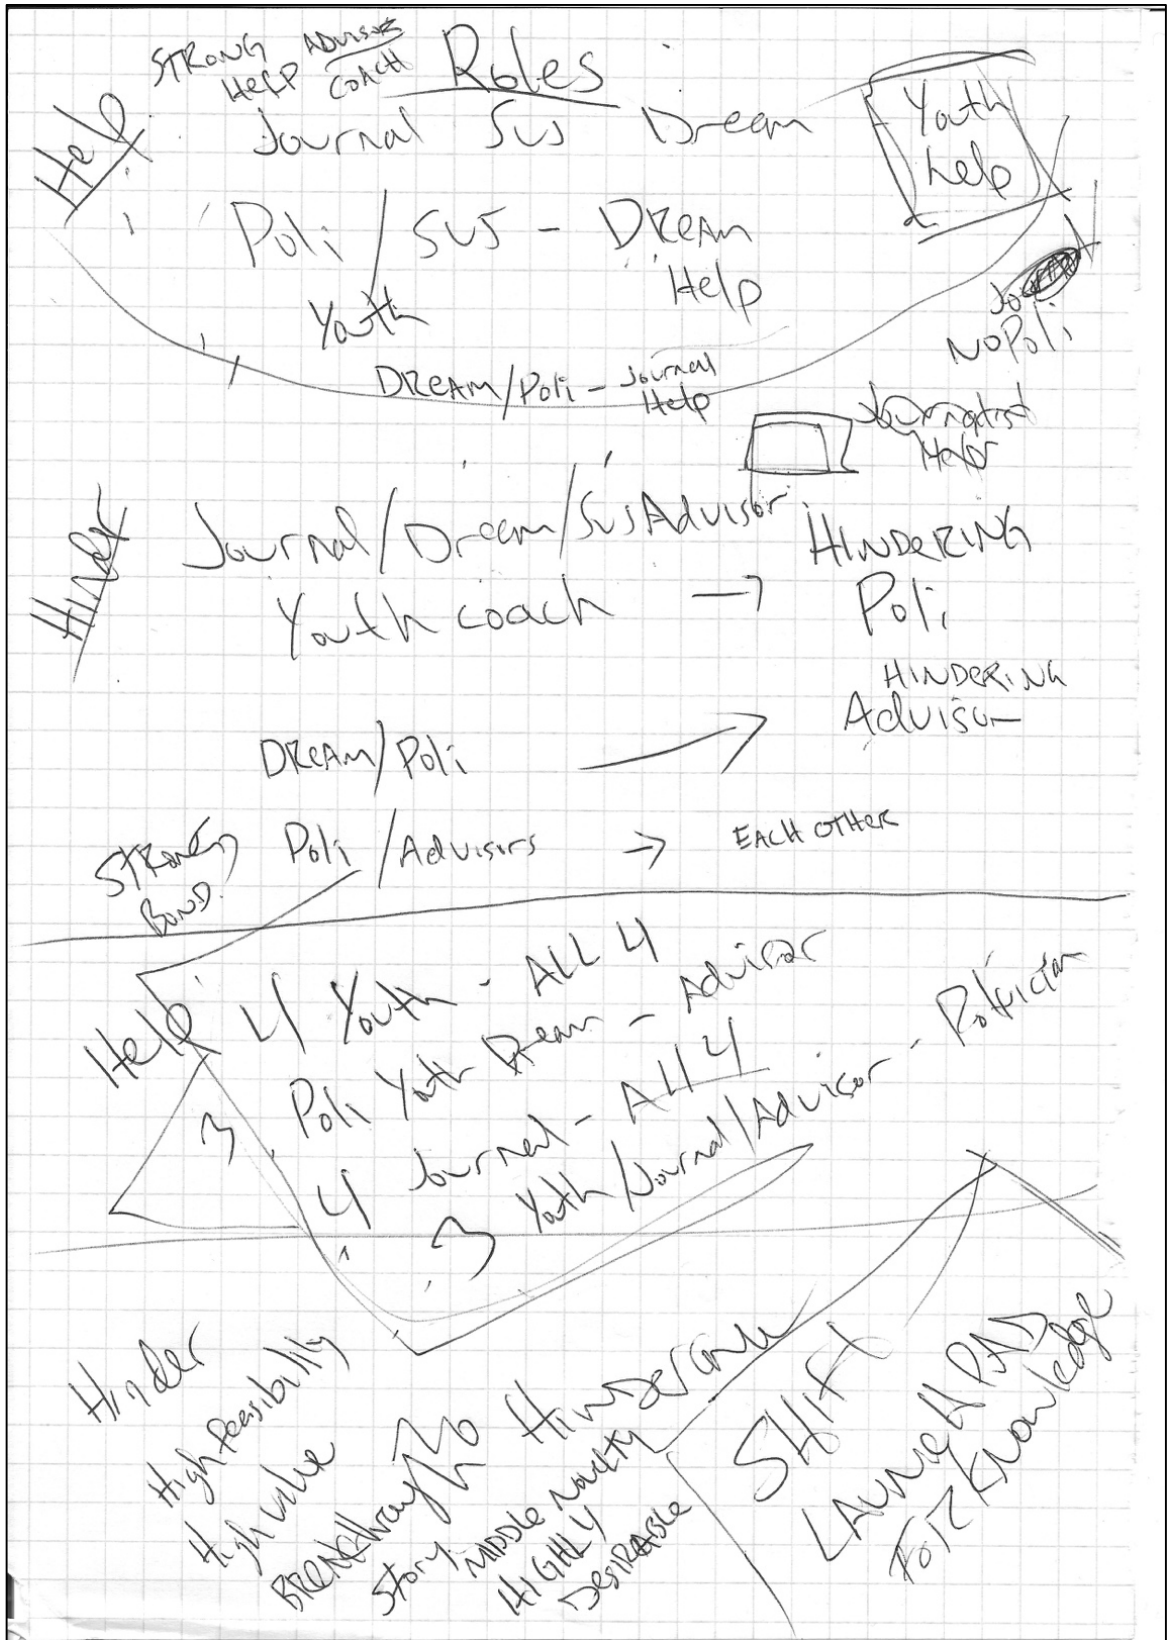 STRONG ADVISOR
HELP COACH
Roles
Help
Journal Sus Dream
Youth
help
Poli / SUS - DREAM
Help
Youth
NO Poli
DREAM/Poli - Journal
Help
Journalist
Hinder
Journal/Dream/Sus Advisor
HINDERING
Youth coach → Poli
HINDERING
Advisor
DREAM/Poli
STRONG
BOND
Poli /Advisors → EACH OTHER
Help
4 Youth - ALL 4
3 Poli Youth Dream - Advisor
4 Journal - All 4
3 Youth/Journal/Advisor - Politician
Hinder
High feasibility
High value
BREAKthrough
Story
MIDDLE Novelty
HIGHLY
DESIRABLE
SHIFT
LAUNCH PAD
FOR Knowledge